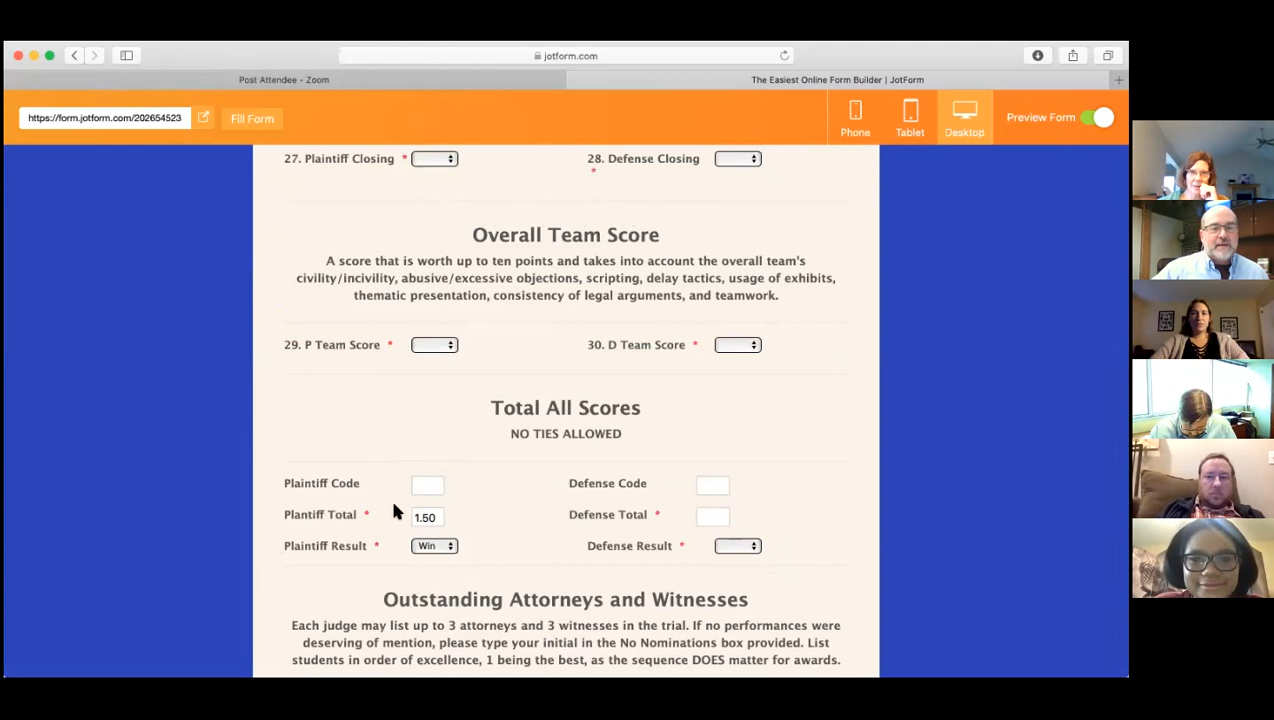 jotform.com
Post Attendee - Zoom
The Easiest Online Form Builder | JotForm
+
https://form.jotform.com/202654523
Fill Form
Phone
Tablet
Desktop
Preview Form
27. Plaintiff Closing *
28. Defense Closing
*
Overall Team Score
A score that is worth up to ten points and takes into account the overall team's
civility/incivility, abusive/excessive objections, scripting, delay tactics, usage of exhibits,
thematic presentation, consistency of legal arguments, and teamwork.
29. P Team Score *
30. D Team Score *
Total All Scores
NO TIES ALLOWED
Plaintiff Code
Defense Code
Plantiff Total * 1.50
Defense Total *
Plaintiff Result * Win
Defense Result *
Outstanding Attorneys and Witnesses
Each judge may list up to 3 attorneys and 3 witnesses in the trial. If no performances were
deserving of mention, please type your initial in the No Nominations box provided. List
students in order of excellence, 1 being the best, as the sequence DOES matter for awards.